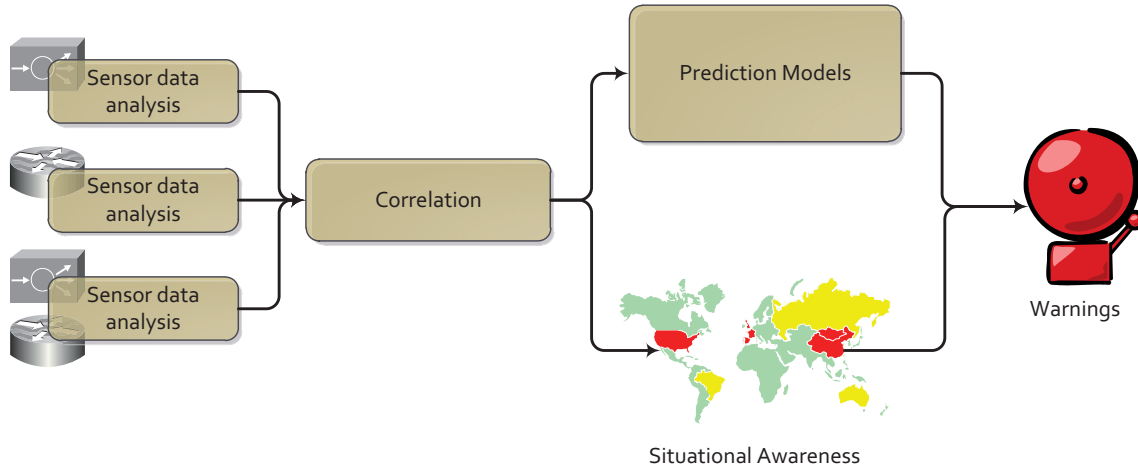 Sensor data
analysis
Sensor data
analysis
Sensor data
analysis
Correlation
Prediction Models
Situational Awareness
Warnings